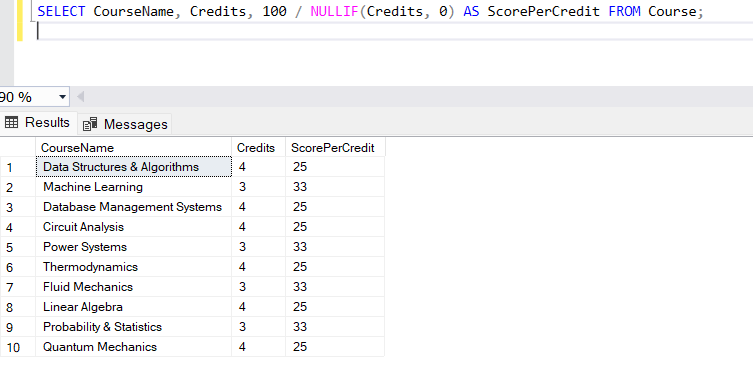 SELECT CourseName, Credits, 100 / NULLIF(Credits, 0) AS ScorePerCredit FROM Course;
90 %
Results Messages
CourseName Credits ScorePerCredit
1 Data Structures & Algorithms 4 25
2 Machine Learning 3 33
3 Database Management Systems 4 25
4 Circuit Analysis 4 25
5 Power Systems 3 33
6 Thermodynamics 4 25
7 Fluid Mechanics 3 33
8 Linear Algebra 4 25
9 Probability & Statistics 3 33
10 Quantum Mechanics 4 25